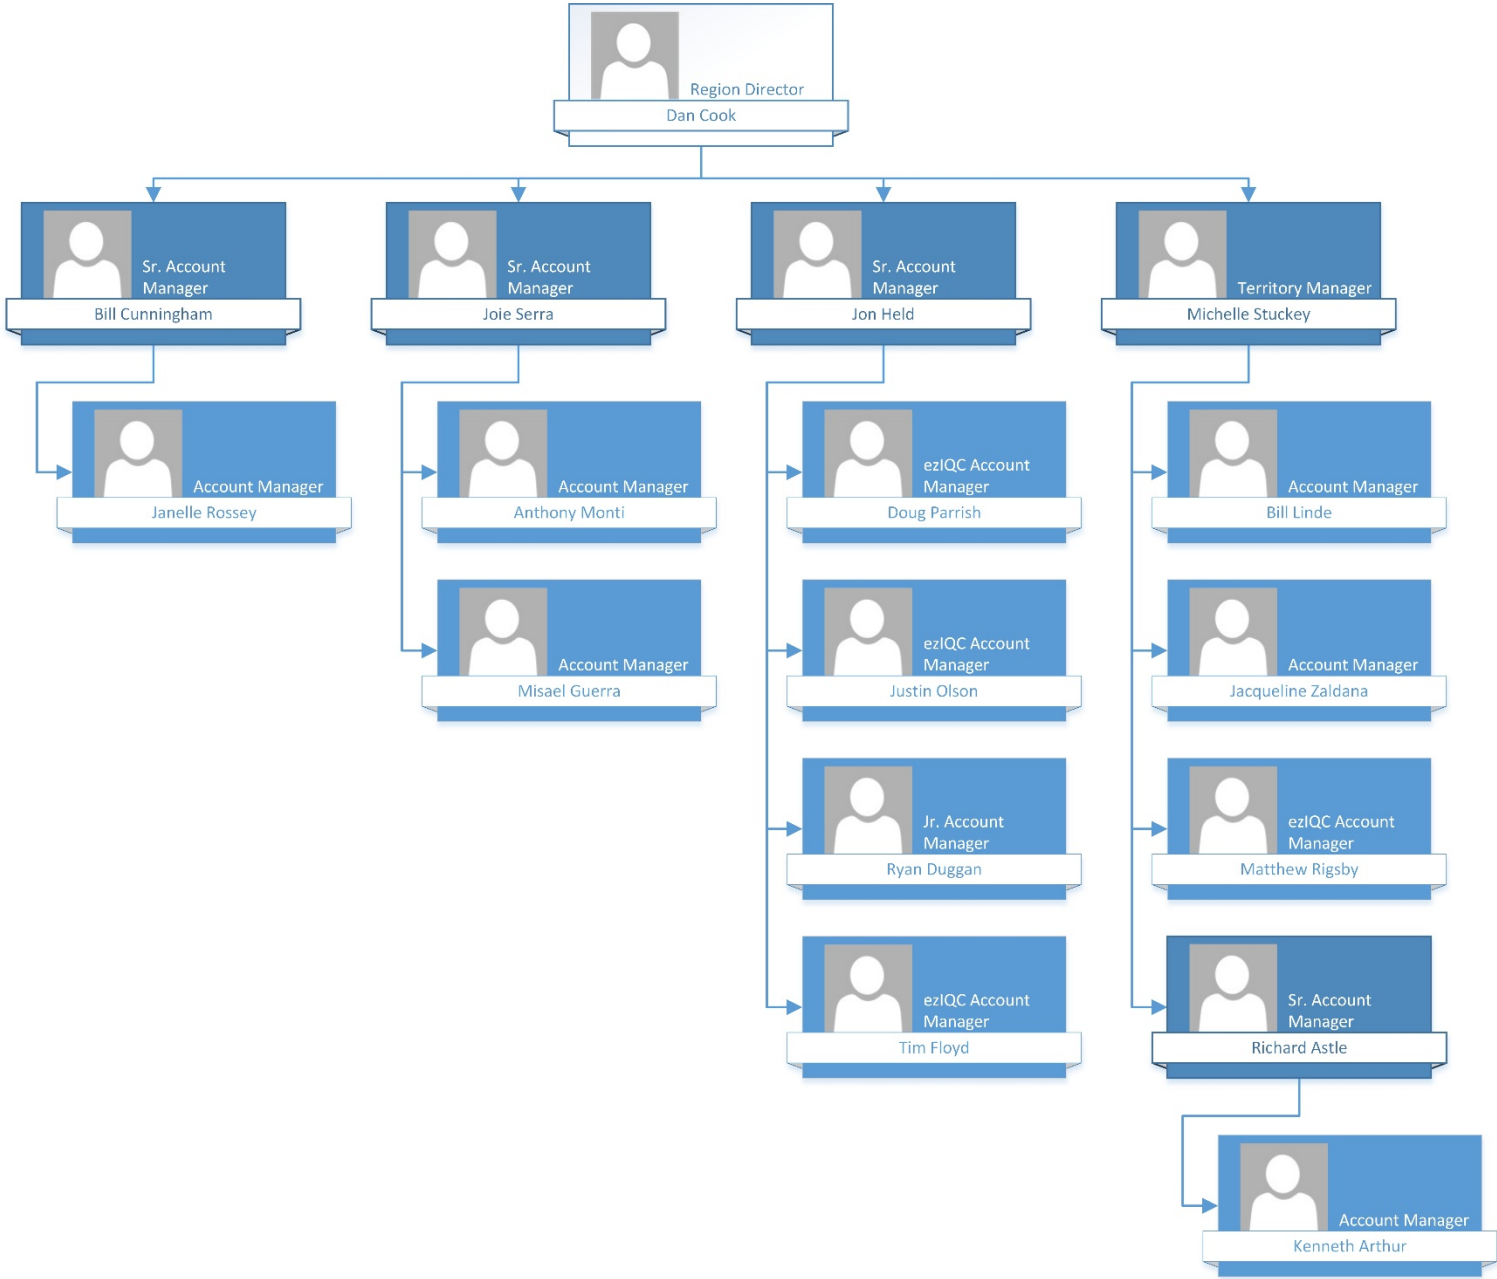 Region Director
Dan Cook
Sr. Account
Manager
Bill Cunningham
Sr. Account
Manager
Joie Serra
Sr. Account
Manager
Jon Held
Territory Manager
Michelle Stuckey
Account Manager
Janelle Rossey
Account Manager
Anthony Monti
ezIQC Account
Manager
Doug Parrish
Account Manager
Bill Linde
Account Manager
Misael Guerra
ezIQC Account
Manager
Justin Olson
Account Manager
Jacqueline Zaldana
Jr. Account
Manager
Ryan Duggan
ezIQC Account
Manager
Matthew Rigsby
ezIQC Account
Manager
Tim Floyd
Sr. Account
Manager
Richard Astle
Account Manager
Kenneth Arthur